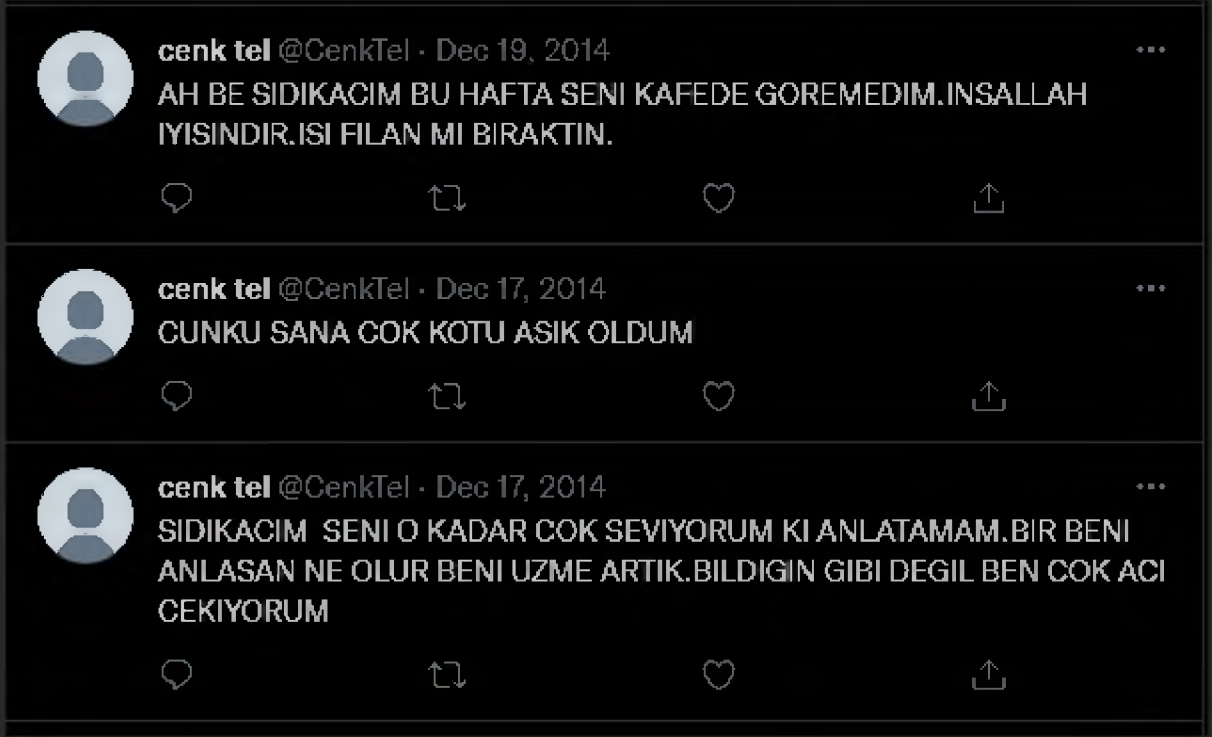 cenk tel @CenkTel · Dec 19, 2014
AH BE SIDIKACIM BU HAFTA SENI KAFEDE GOREMEDIM.INSALLAH
IYISINDIR.ISI FILAN MI BIRAKTIN.
cenk tel @CenkTel · Dec 17, 2014
CUNKU SANA COK KOTU ASIK OLDUM
cenk tel @CenkTel · Dec 17, 2014
SIDIKACIM  SENI O KADAR COK SEVIYORUM KI ANLATAMAM.BIR BENI
ANLASAN NE OLUR BENI UZME ARTIK.BILDIGIN GIBI DEGIL BEN COK ACI
CEKIYORUM